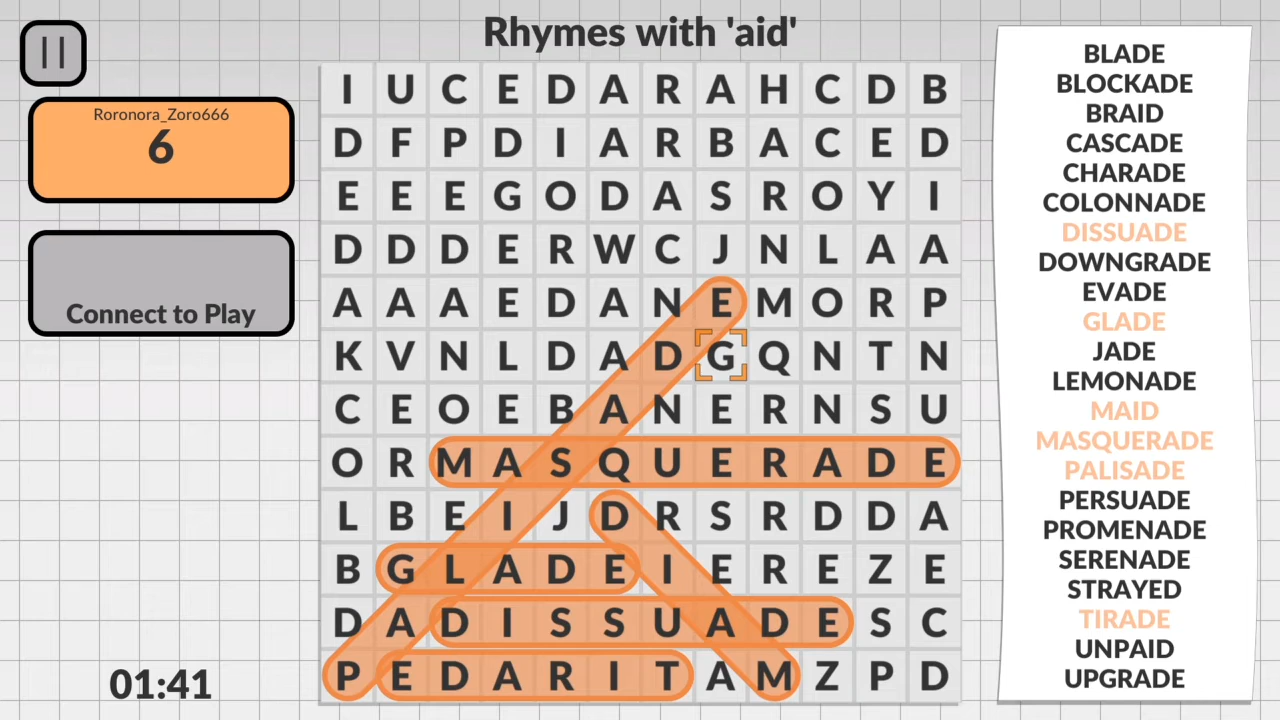 Rhymes with 'aid'
Roronora_Zoro666
6
Connect to Play
01:41
I U C E D A R A H C D B
D F P D I A R B A C E D
E E E G O D A S R O Y I
D D D E R W C J N L A A
A A A E D A N E M O R P
K V N L D A D G Q N T N
C E O E B A N E R N S U
O R M A S Q U E R A D E
L B E I J D R S R D D A
B G L A D E I E R E Z E
D A D I S S U A D E S C
P E D A R I T A M Z P D
BLADE
BLOCKADE
BRAID
CASCADE
CHARADE
COLONNADE
DISSUADE
DOWNGRADE
EVADE
GLADE
JADE
LEMONADE
MAID
MASQUERADE
PALISADE
PERSUADE
PROMENADE
SERENADE
STRAYED
TIRADE
UNPAID
UPGRADE